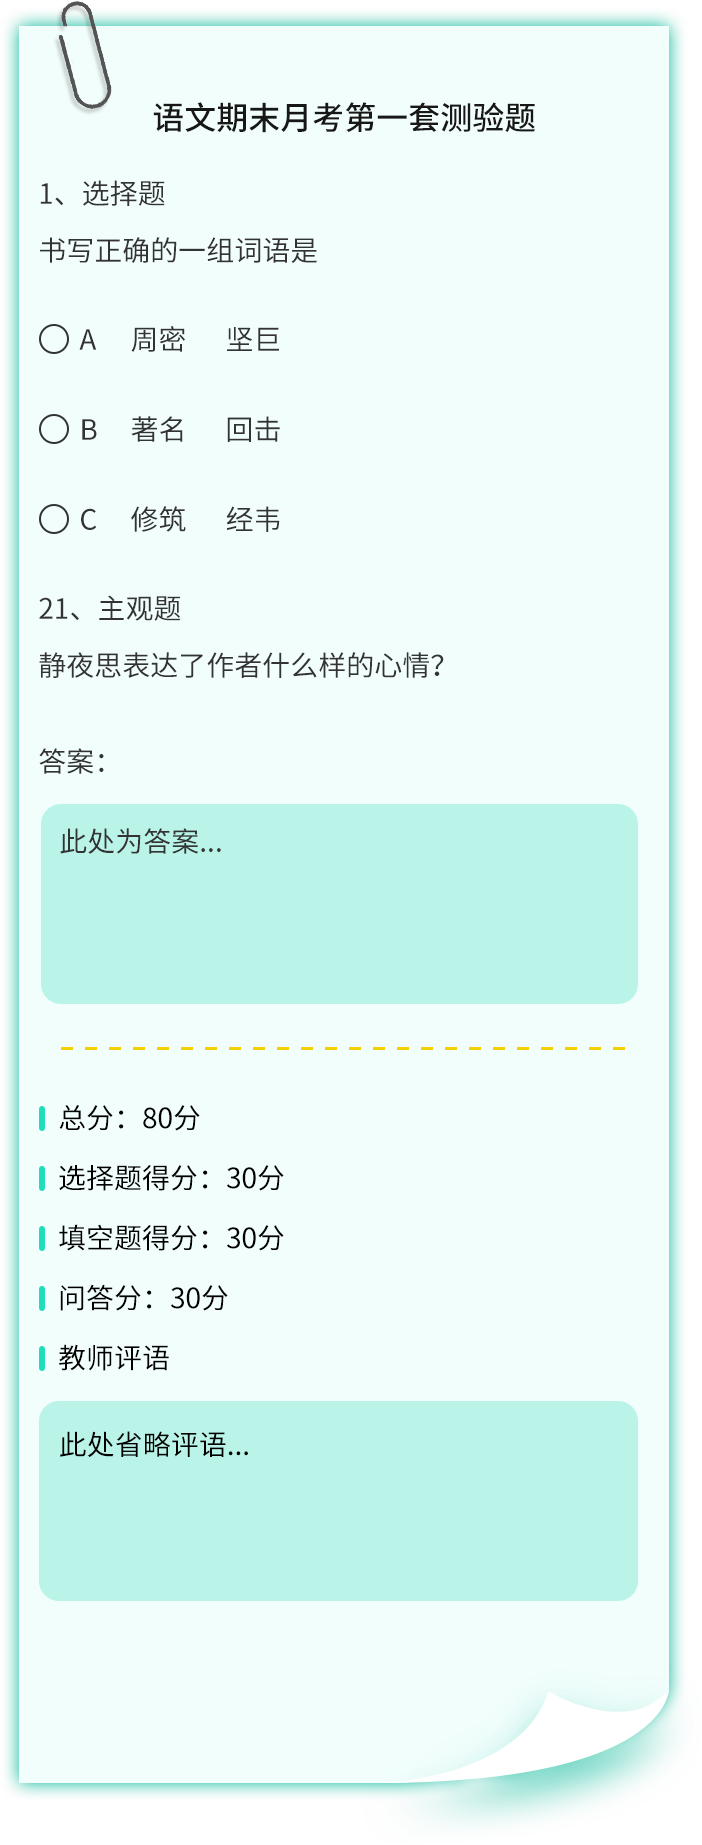 语文期末月考第一套测验题
1、选择题
书写正确的一组词语是
A 周密 坚巨
B 著名 回击
C 修筑 经韦
21、主观题
静夜思表达了作者什么样的心情?
答案:
此处为答案...
总分：80分
选择题得分：30分
填空题得分：30分
问答分：30分
教师评语
此处省略评语...